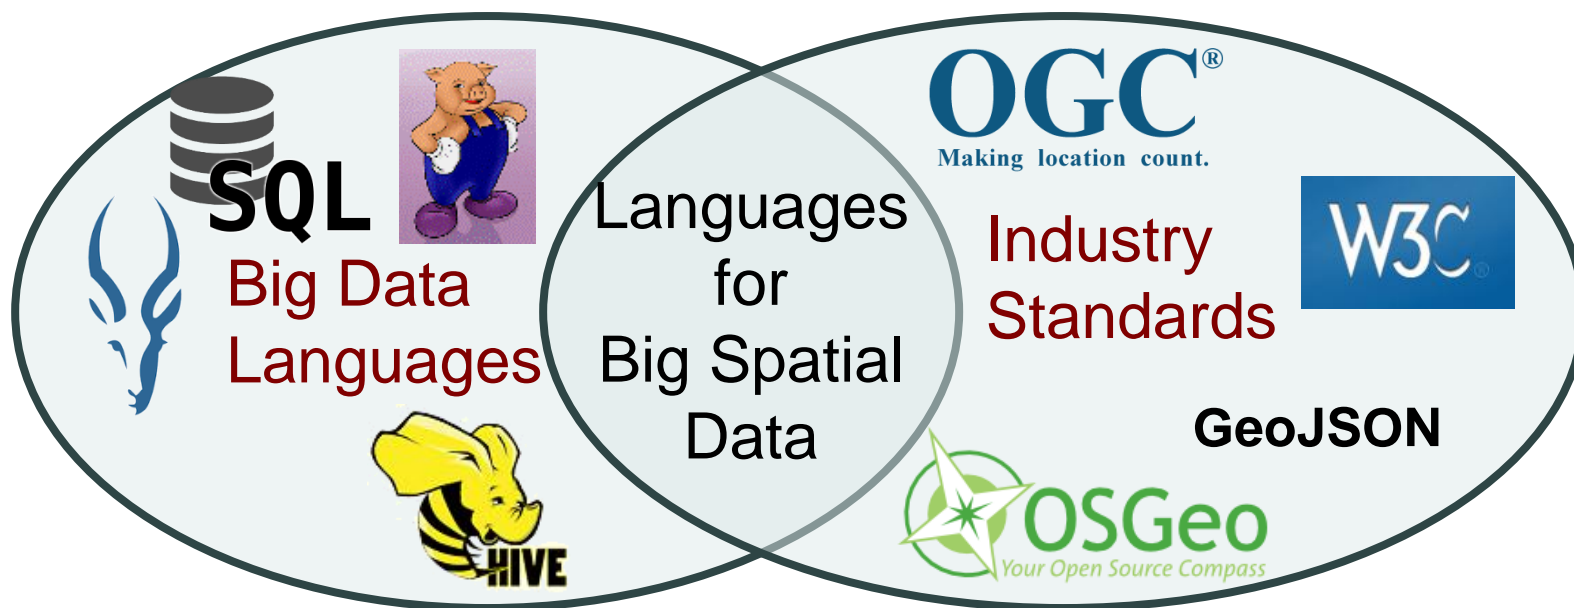 SQL
Big Data
Languages
HIVE
Languages
for
Big Spatial
Data
OGC®
Making location count.
Industry
Standards
W3C®
GeoJSON
OSGeo
Your Open Source Compass